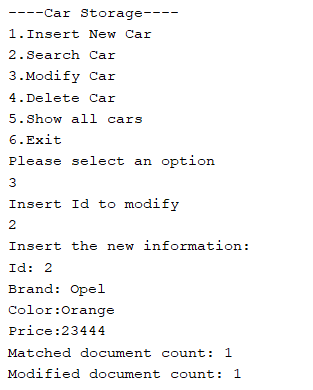 ----Car Storage----
1.Insert New Car
2.Search Car
3.Modify Car
4.Delete Car
5.Show all cars
6.Exit
Please select an option
3
Insert Id to modify
2
Insert the new information:
Id: 2
Brand: Opel
Color:Orange
Price:23444
Matched document count: 1
Modified document count: 1